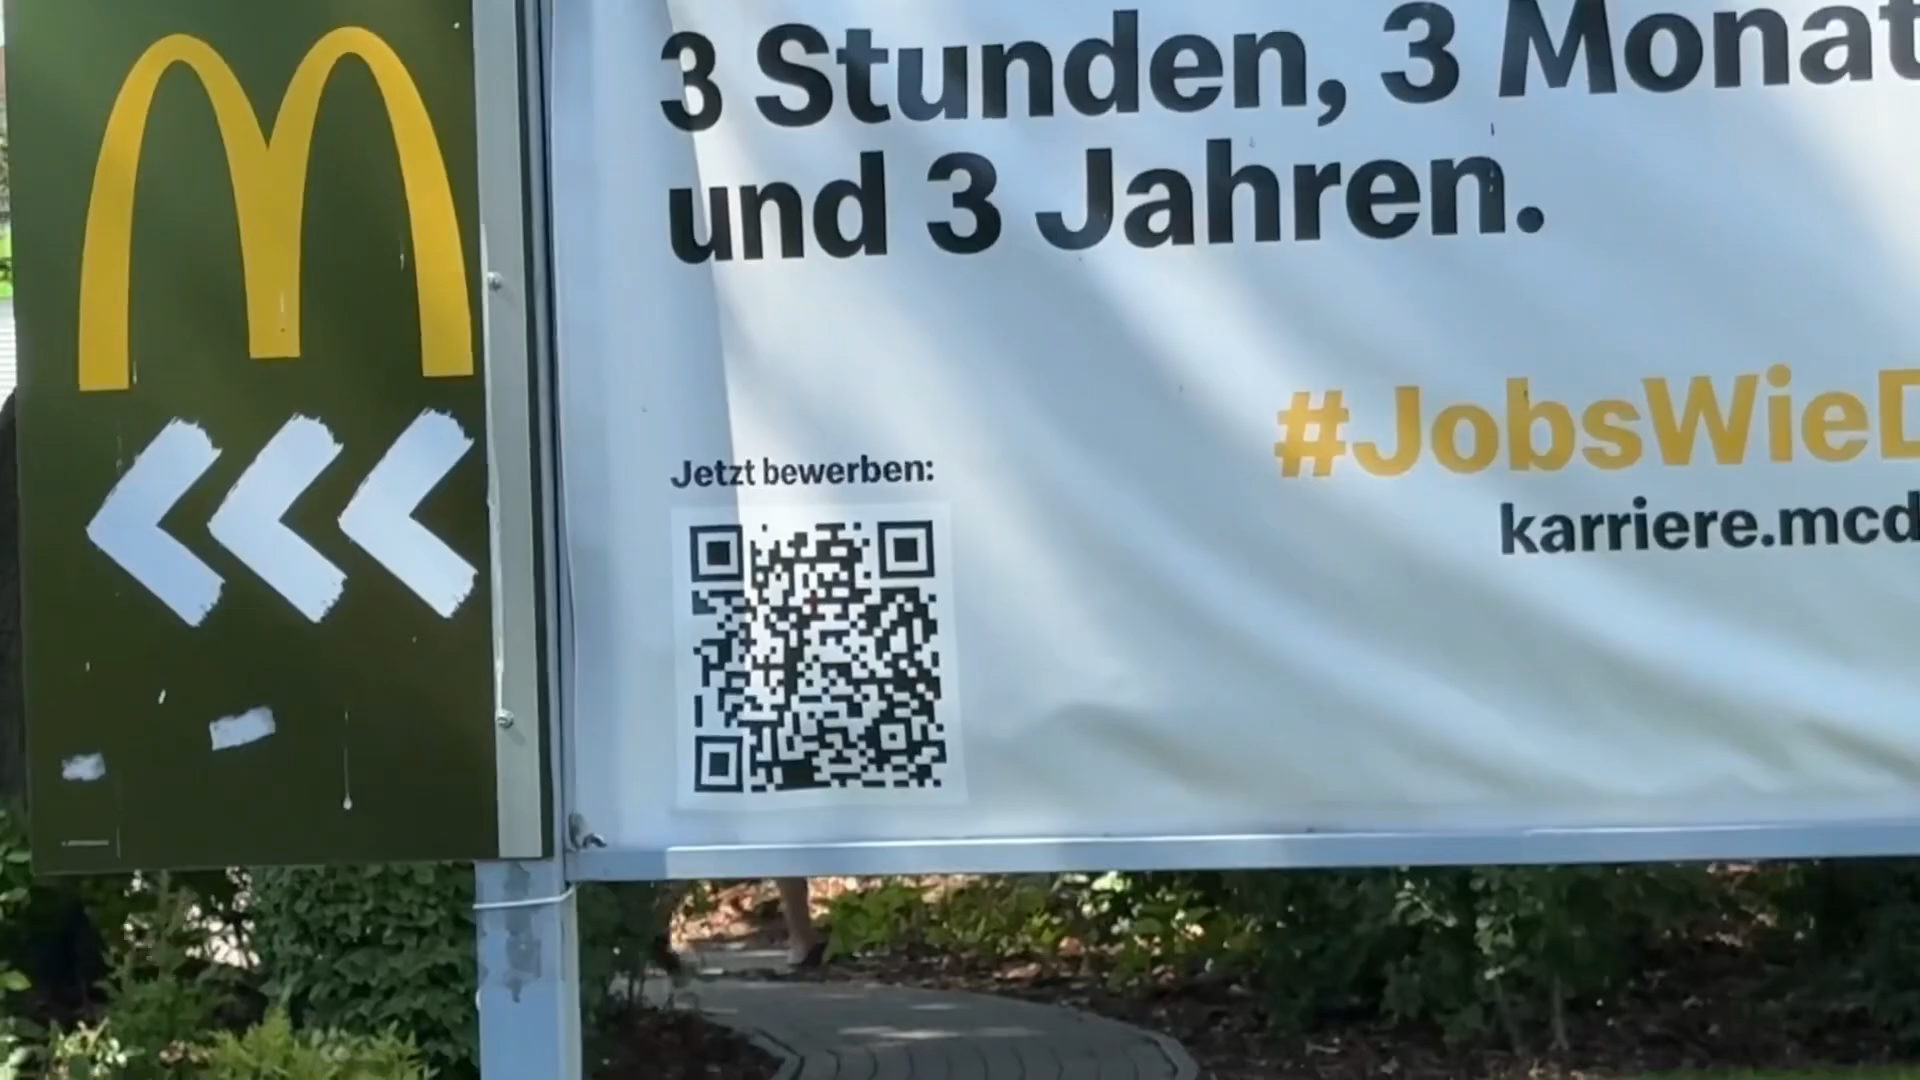 3 Stunden, 3 Monat
und 3 Jahren.
#JobsWieD
Jetzt bewerben:
karriere.mcd